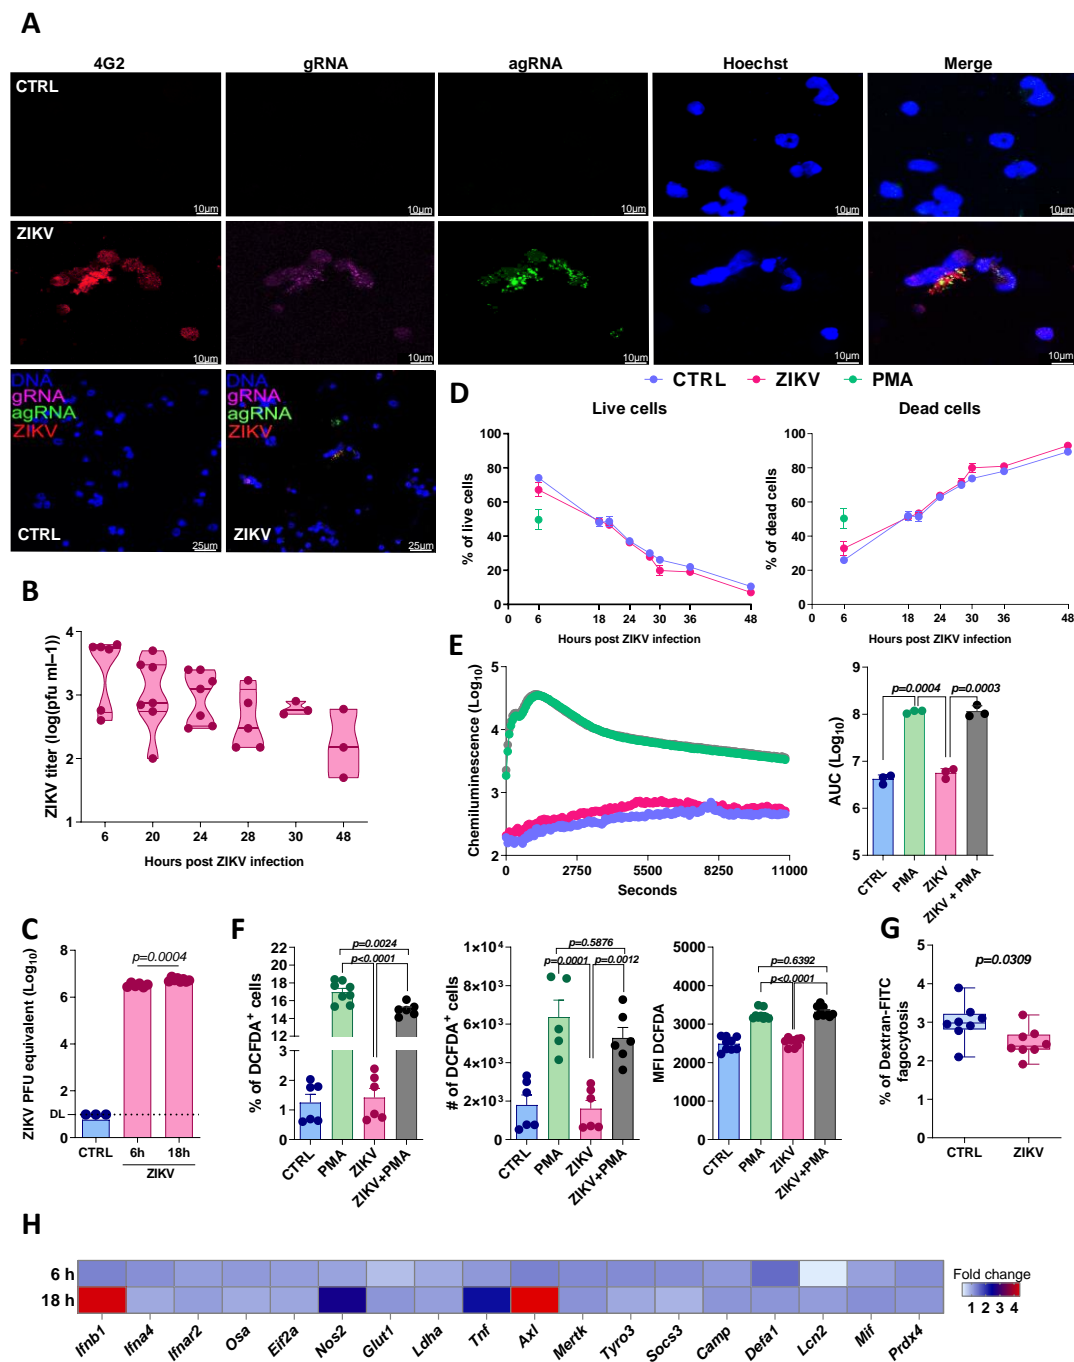 A
4G2 gRNA agRNA Hoechst Merge
CTRL
10µm 10µm 10µm 10µm 10µm
ZIKV
10µm 10µm 10µm 10µm 10µm
DNA
gRNA
agRNA
ZIKV
CTRL
25µm
DNA
gRNA
agRNA
ZIKV
ZIKV
25µm
D
CTRL ZIKV PMA
Live cells
% of live cells
100
80
60
40
20
0
0 6 18 24 30 36 48
Hours post ZIKV infection
Dead cells
% of dead cells
100
80
60
40
20
0
0 6 18 24 30 36 48
Hours post ZIKV infection
B
ZIKV titer (log(pfu ml–1))
4
3
2
1
6 20 24 28 30 48
Hours post ZIKV infection
E
Chemiluminescence (Log10)
5
4
3
2
0 2750 5500 8250 11000
Seconds
AUC (Log10)
9
8
7
6
5
p=0.0004 p=0.0003
CTRL PMA ZIKV ZIKV + PMA
C
ZIKV PFU equivalent (Log10)
8
6
4
2
DL
0
p=0.0004
CTRL 6h 18h
ZIKV
F
% of DCFDA+ cells
22
20
18
16
14
12
3
2
1
0
p=0.0024
p<0.0001
CTRL PMA ZIKV ZIKV+PMA
# of DCFDA+ cells
1×10⁴
8×10³
6×10³
4×10³
2×10³
0
p=0.5876
p=0.0001 p=0.0012
CTRL PMA ZIKV ZIKV+PMA
MFI DCFDA
5000
4000
3000
2000
1000
0
p=0.6392
p<0.0001
CTRL PMA ZIKV ZIKV+PMA
G
% of Dextran-FITC
fagocytosis
5
4
3
2
1
0
p=0.0309
CTRL ZIKV
H
6 h
18 h
Ifnb1 Ifna4 Ifnar2 Osa Eif2a Nos2 Glut1 Ldha Tnf Axl Mertk Tyro3 Socs3 Camp Defa1 Lcn2 Mif Prdx4
Fold change
1 2 3 4